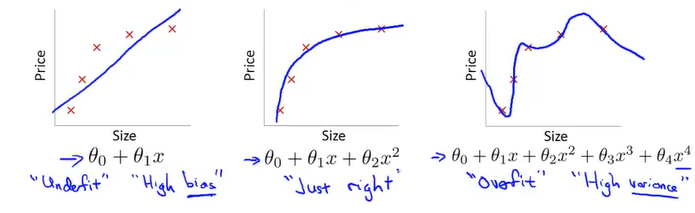 Price
Size
→ θ₀ + θ₁x
"Underfit" "High bias"
Price
Size
→ θ₀ + θ₁x + θ₂x²
"Just right"
Price
Size
→ θ₀ + θ₁x + θ₂x² + θ₃x³ + θ₄x⁴
"Overfit" "High variance"